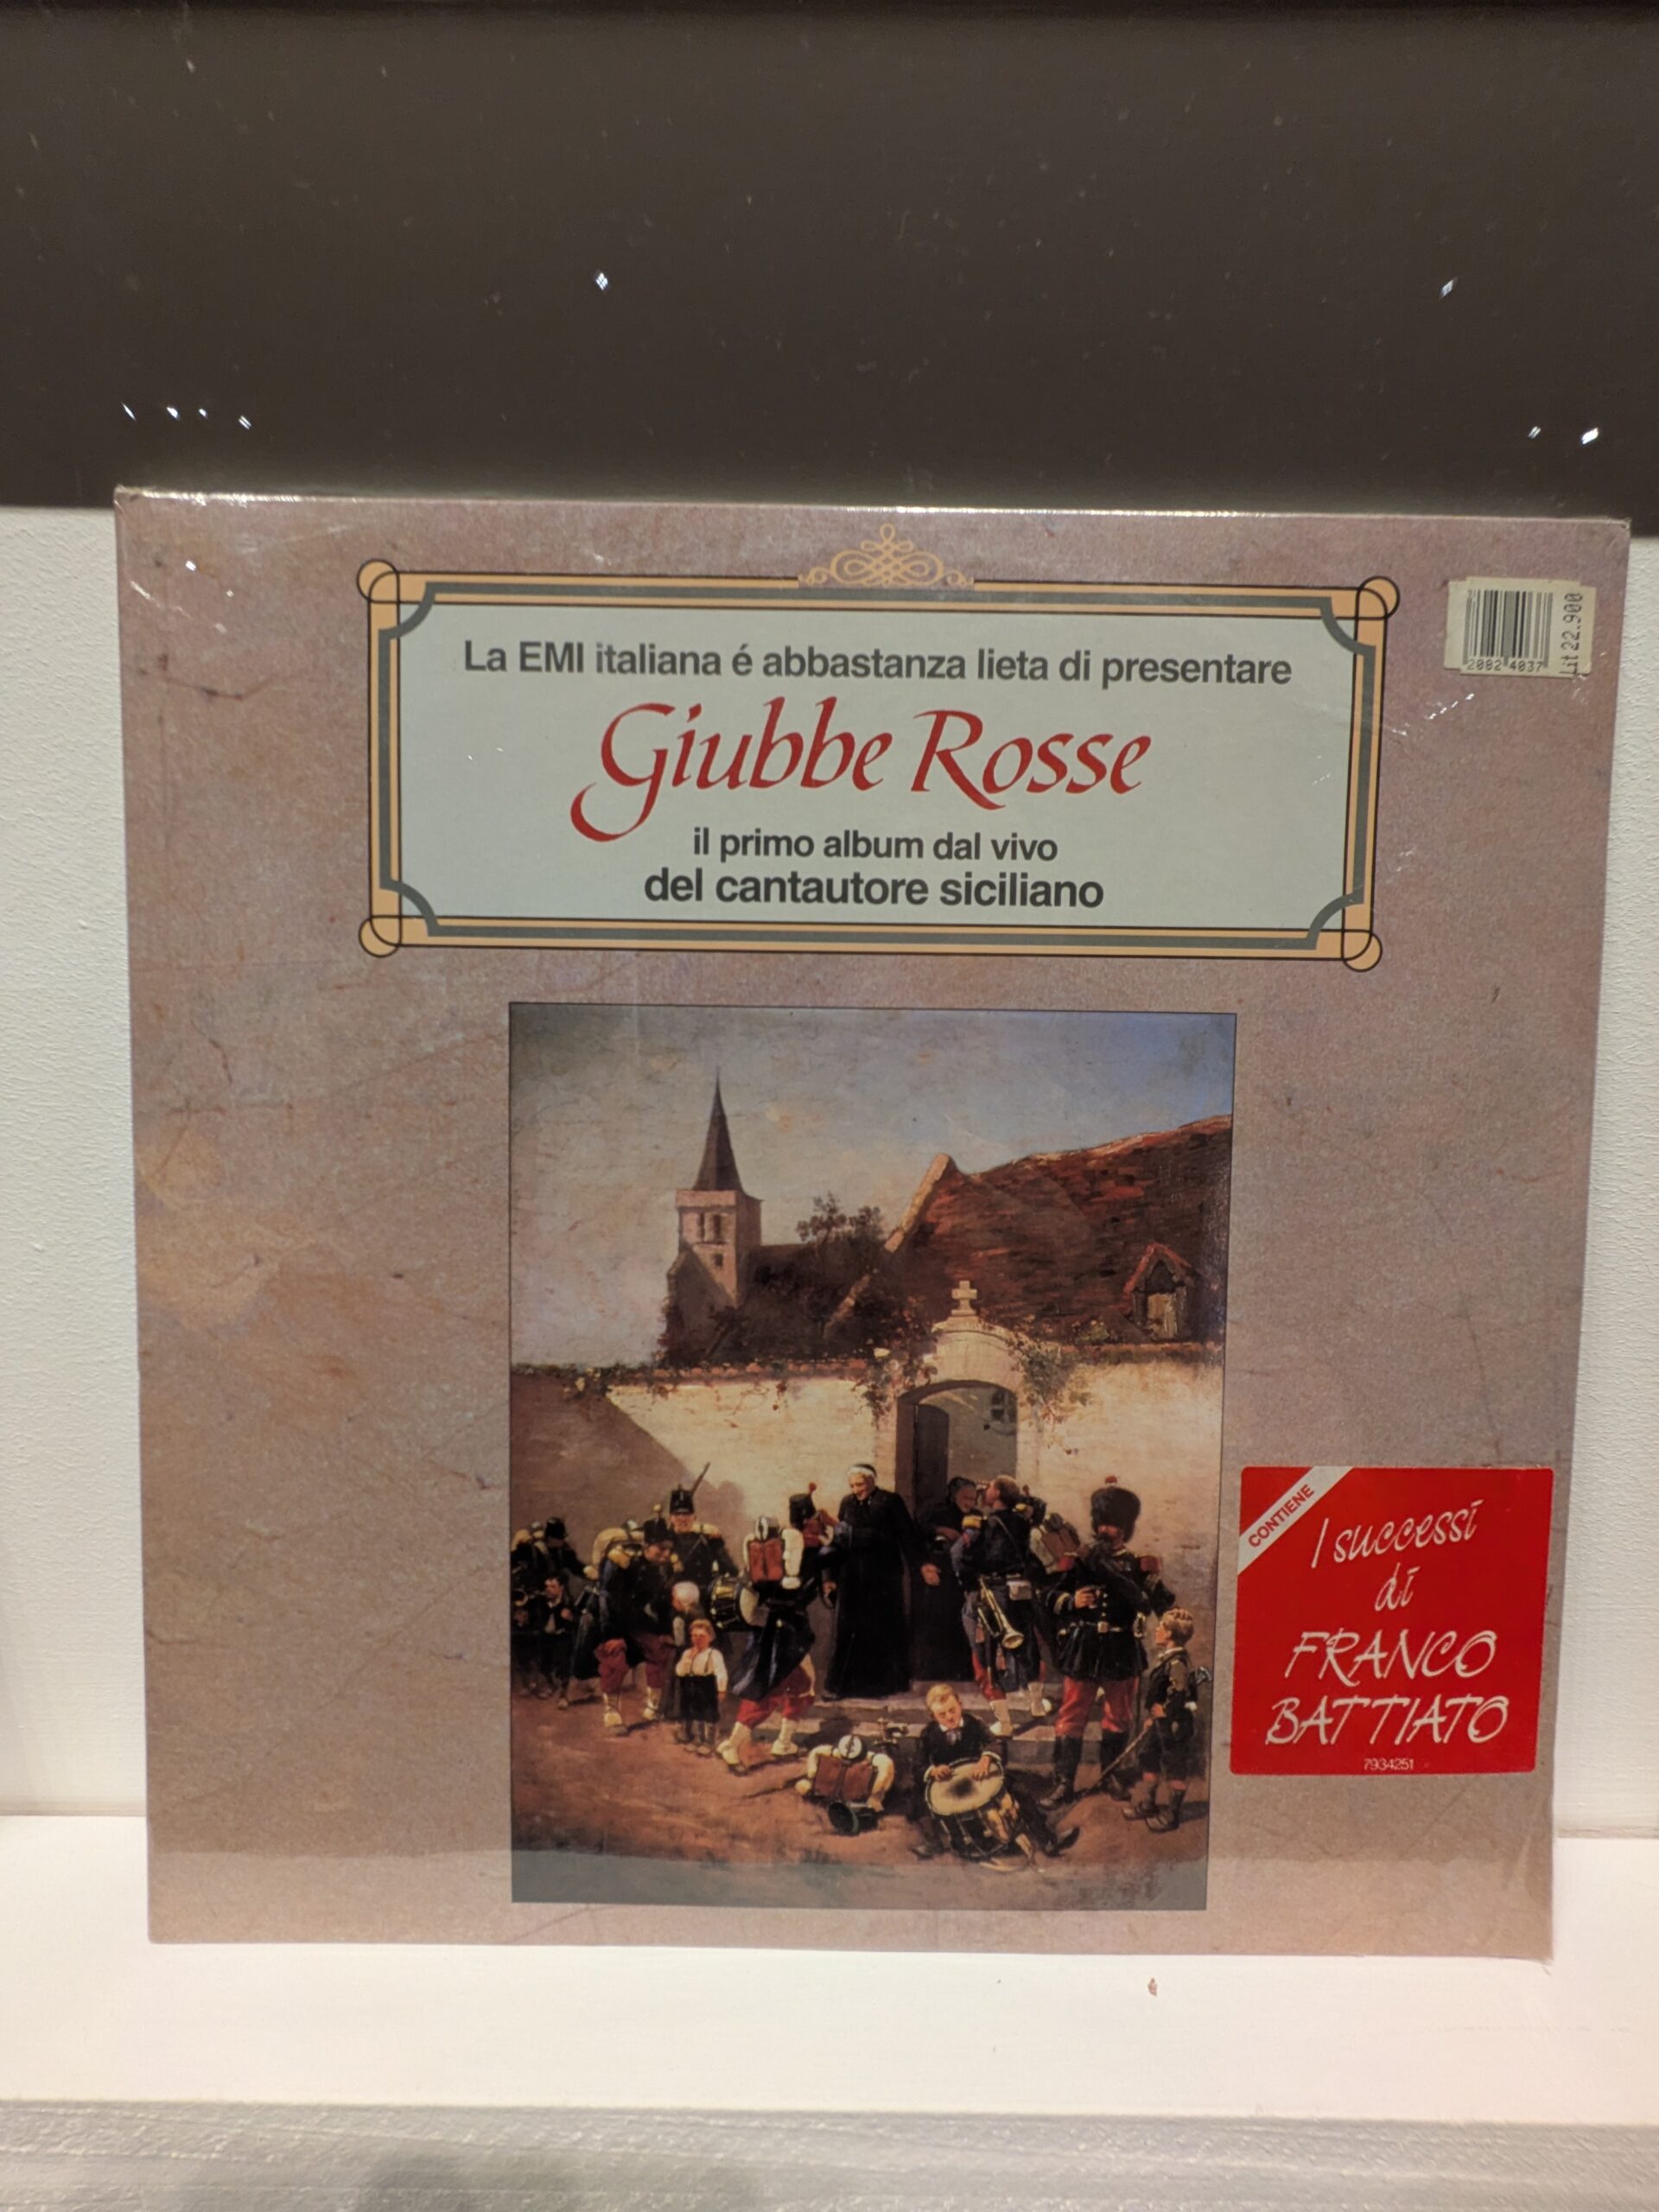 La EMI italiana é abbastanza lieta di presentare
Giubbe Rosse
il primo album dal vivo
del cantautore siciliano
2082 4037
Lit 22.900
CONTIENE
I successi
di
FRANCO
BATTIATO
7934251